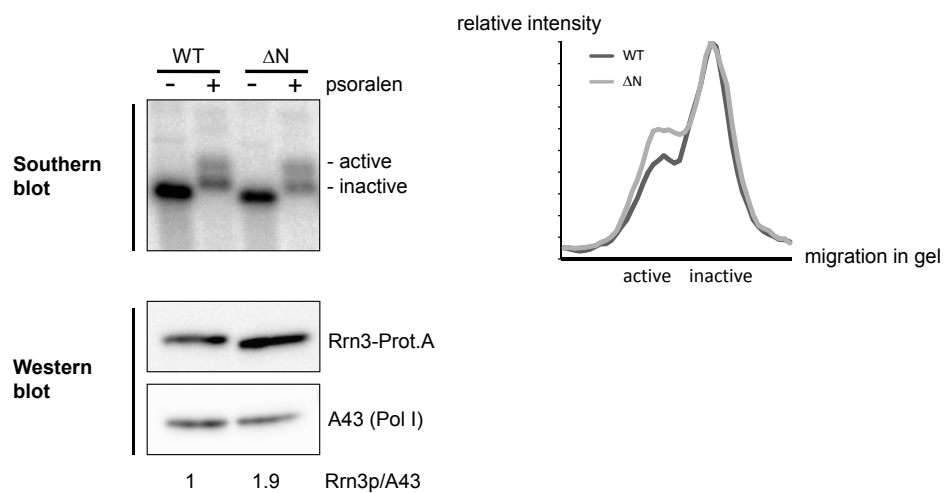 WT ΔN
- + - + psoralen
Southern
blot
- active
- inactive
Western
blot
Rrn3-Prot.A
A43 (Pol I)
1 1.9 Rrn3p/A43
relative intensity
WT
ΔN
migration in gel
active inactive